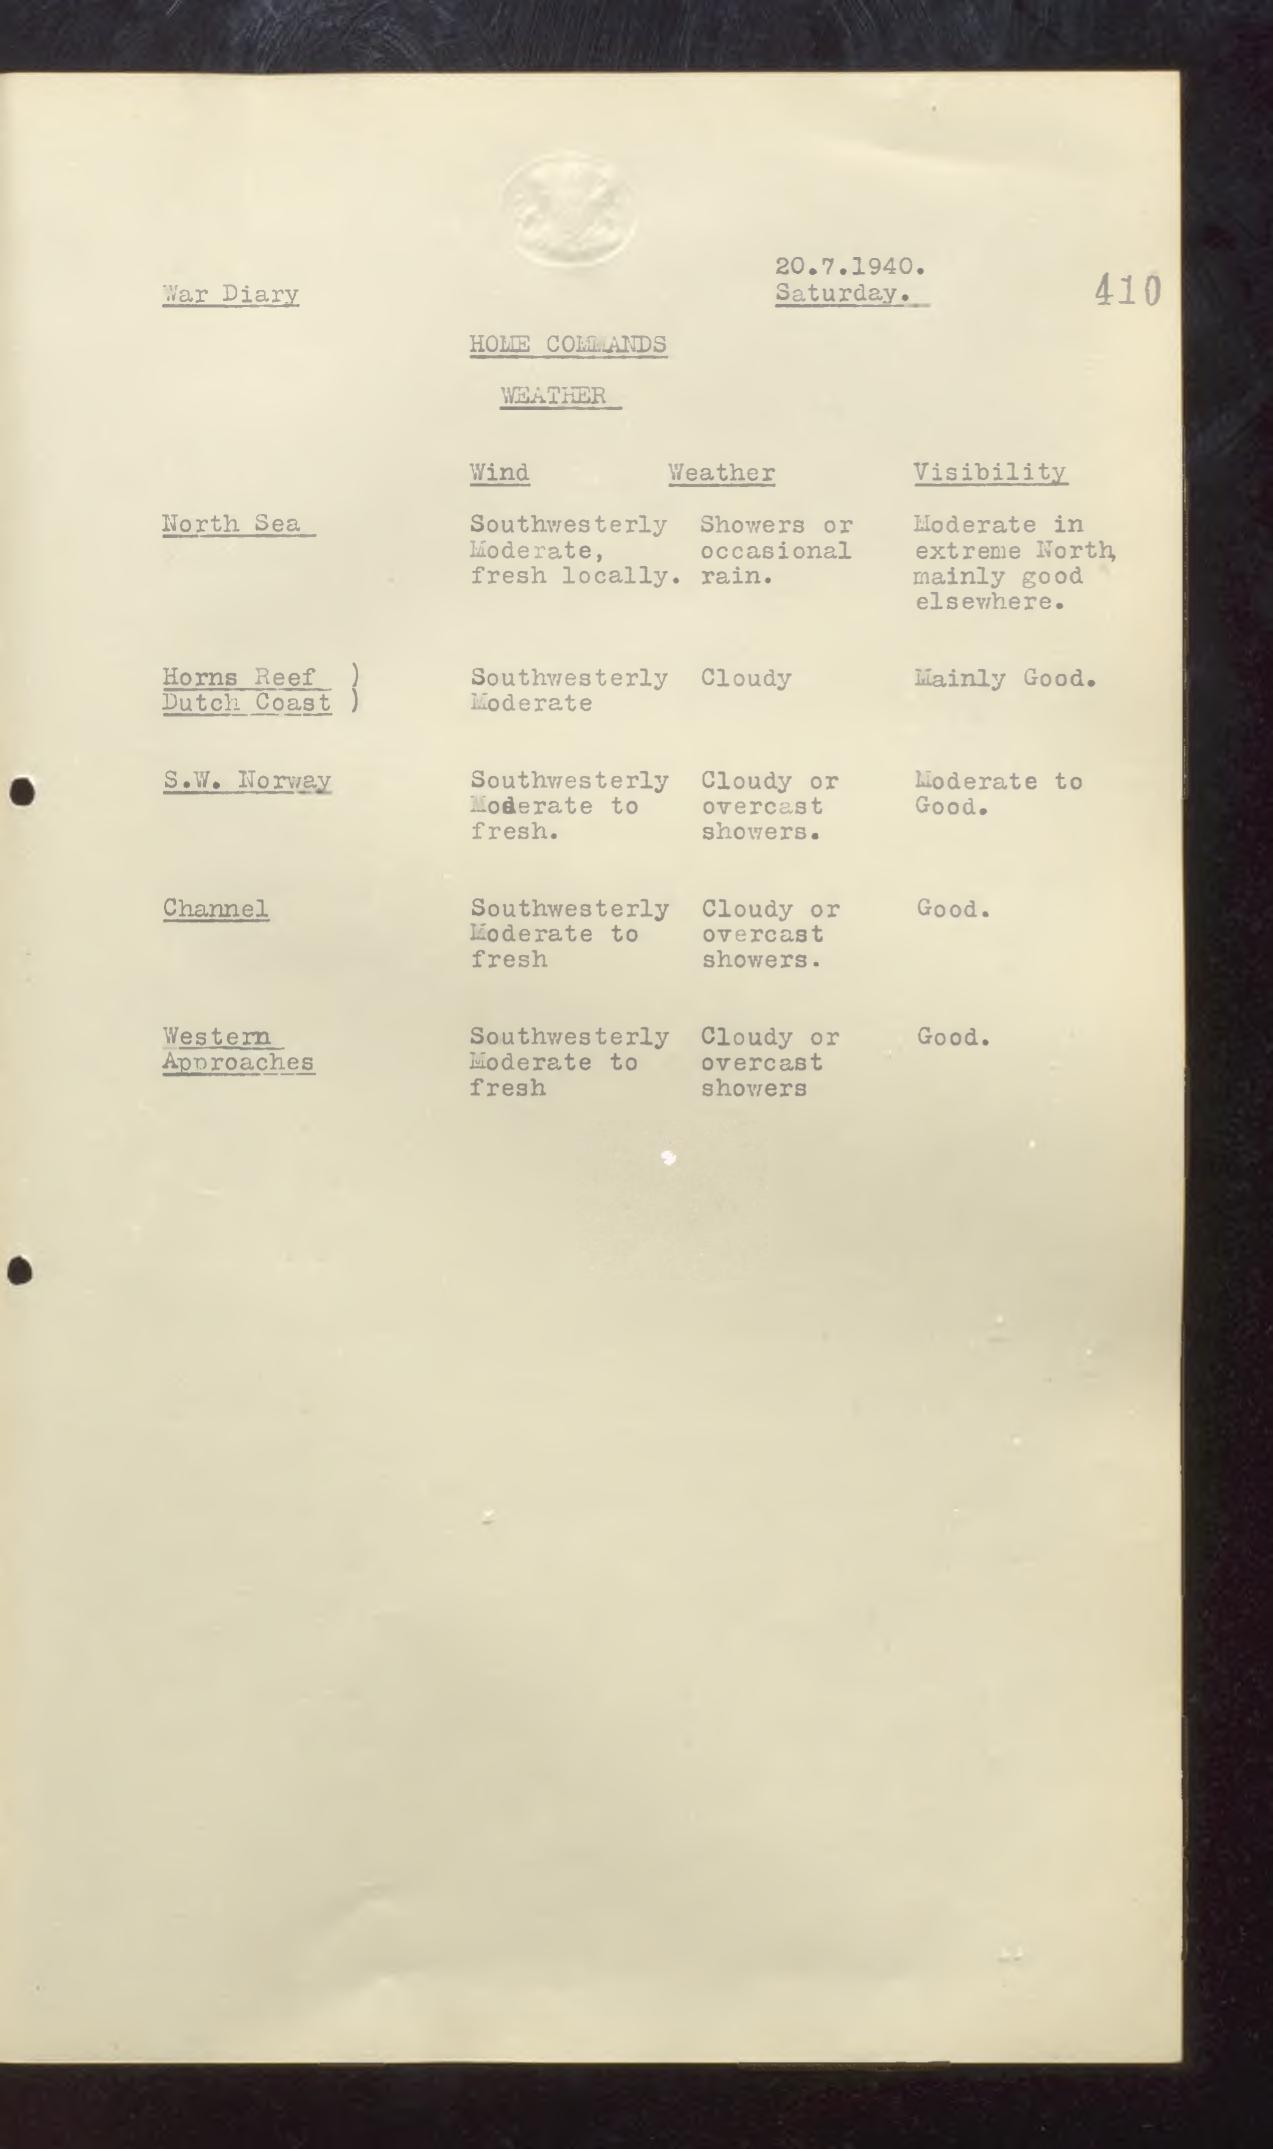 20.7.1940.
War Diary Saturday. 410
HOME COMMANDS
WEATHER
Wind Weather Visibility
North Sea Southwesterly Showers or Moderate in
Moderate, occasional extreme North,
fresh locally. rain. mainly good
elsewhere.
Horns Reef ) Southwesterly Cloudy Mainly Good.
Dutch Coast ) Moderate
S.W. Norway Southwesterly Cloudy or Moderate to
Moderate to overcast Good.
fresh. showers.
Channel Southwesterly Cloudy or Good.
Moderate to overcast
fresh showers.
Western Southwesterly Cloudy or Good.
Approaches Moderate to overcast
fresh showers